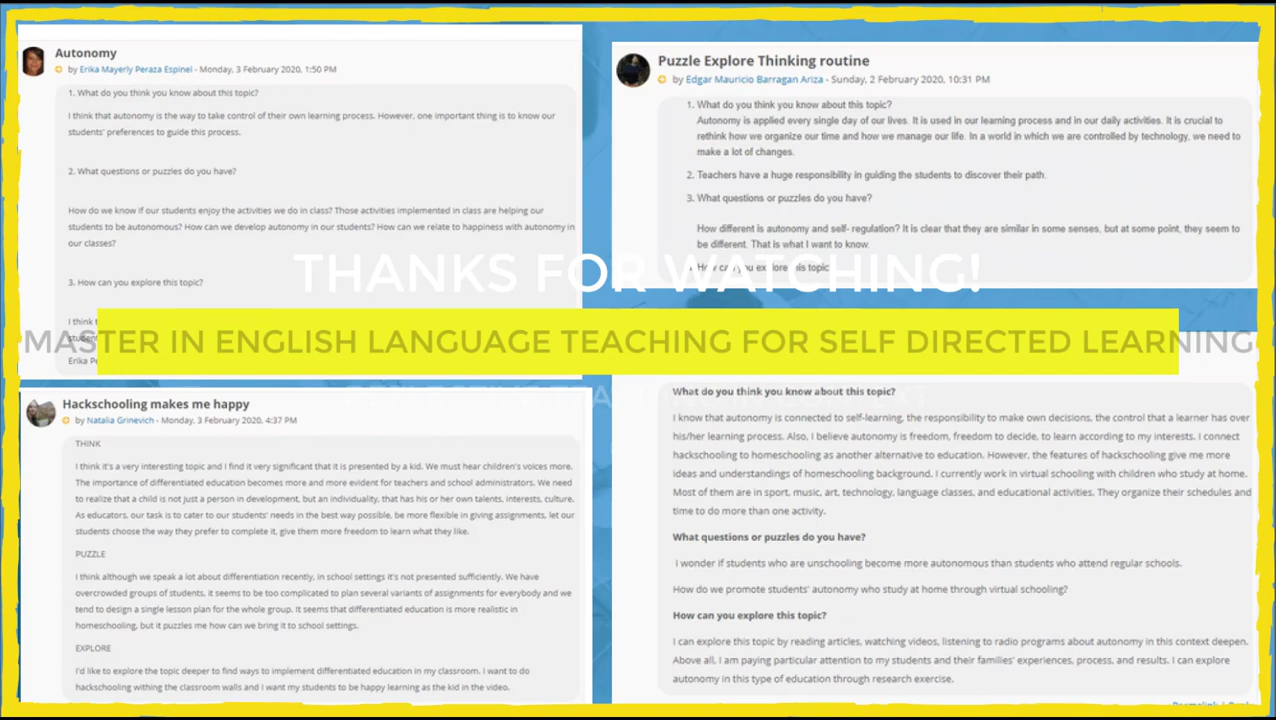 Autonomy
by Erika Mayerly Peraza Espinel - Monday, 3 February 2020, 1:50 PM
1. What do you think you know about this topic?
I think that autonomy is the way to take control of their own learning process. However, one important thing is to know our
students' preferences to guide this process.
2. What questions or puzzles do you have?
How do we know if our students enjoy the activities we do in class? Those activities implemented in class are helping our
students to be autonomous? How can we develop autonomy in our students? How can we relate to happiness with autonomy in
our classes?
3. How can you explore this topic?
I think
Erika Pe
Puzzle Explore Thinking routine
by Edgar Mauricio Barragan Ariza - Sunday, 2 February 2020, 10:31 PM
1. What do you think you know about this topic?
Autonomy is applied every single day of our lives. It is used in our learning process and in our daily activities. It is crucial to
rethink how we organize our time and how we manage our life. In a world in which we are controlled by technology, we need to
make a lot of changes.
2. Teachers have a huge responsibility in guiding the students to discover their path.
3. What questions or puzzles do you have?
How different is autonomy and self- regulation? It is clear that they are similar in some senses, but at some point, they seem to
be different. That is what I want to know.
How can you explore this topic
THANKS FOR WATCHING!
MASTER IN ENGLISH LANGUAGE TEACHING FOR SELF DIRECTED LEARNING
Hackschooling makes me happy
by Natalia Grinevich - Monday, 3 February 2020, 4:37 PM
THINK
I think it's a very interesting topic and I find it very significant that it is presented by a kid. We must hear children's voices more.
The importance of differentiated education becomes more and more evident for teachers and school administrators. We need
to realize that a child is not just a person in development, but an individuality, that has his or her own talents, interests, culture.
As educators, our task is to cater to our students' needs in the best way possible, be more flexible in giving assignments, let our
students choose the way they prefer to complete it, give them more freedom to learn what they like.
PUZZLE
I think although we speak a lot about differentiation recently, in school settings it's not presented sufficiently. We have
overcrowded groups of students, it seems to be too complicated to plan several variants of assignments for everybody and we
tend to design a single lesson plan for the whole group. It seems that differentiated education is more realistic in
homeschooling, but it puzzles me how can we bring it to school settings.
EXPLORE
I'd like to explore the topic deeper to find ways to implement differentiated education in my classroom. I want to do
hackschooling withing the classroom walls and I want my students to be happy learning as the kid in the video.
What do you think you know about this topic?
I know that autonomy is connected to self-learning, the responsibility to make own decisions, the control that a learner has over
his/her learning process. Also, I believe autonomy is freedom, freedom to decide, to learn according to my interests. I connect
hackschooling to homeschooling as another alternative to education. However, the features of hackschooling give me more
ideas and understandings of homeschooling background. I currently work in virtual schooling with children who study at home.
Most of them are in sport, music, art, technology, language classes, and educational activities. They organize their schedules and
time to do more than one activity.
What questions or puzzles do you have?
I wonder if students who are unschooling become more autonomous than students who attend regular schools.
How do we promote students' autonomy who study at home through virtual schooling?
How can you explore this topic?
I can explore this topic by reading articles, watching videos, listening to radio programs about autonomy in this context deepen.
Above all, I am paying particular attention to my students and their families' experiences, process, and results. I can explore
autonomy in this type of education through research exercise.